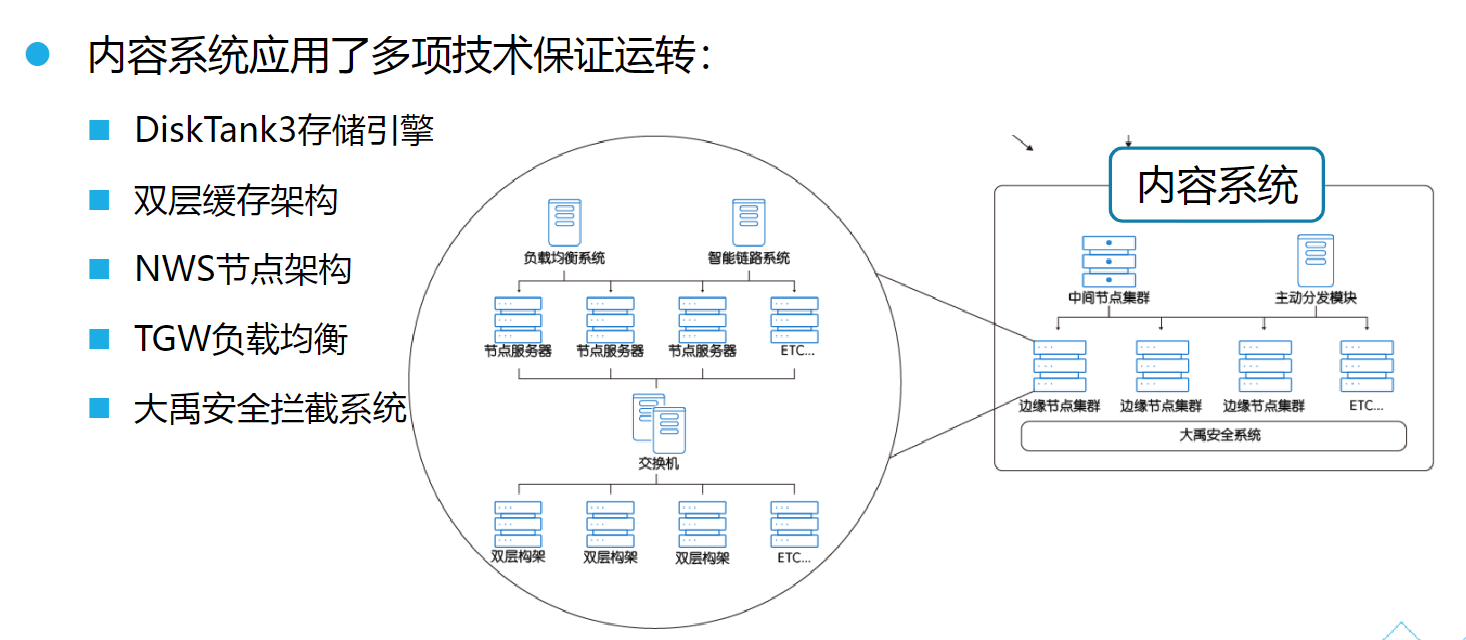 内容系统应用了多项技术保证运转：
DiskTank3存储引擎
双层缓存架构
NWS节点架构
TGW负载均衡
大禹安全拦截系统
负载均衡系统
智能链路系统
节点服务器
节点服务器
节点服务器
ETC...
交换机
双层构架
双层构架
双层构架
ETC...
内容系统
中间节点集群
主动分发模块
边缘节点集群
边缘节点集群
边缘节点集群
ETC...
大禹安全系统